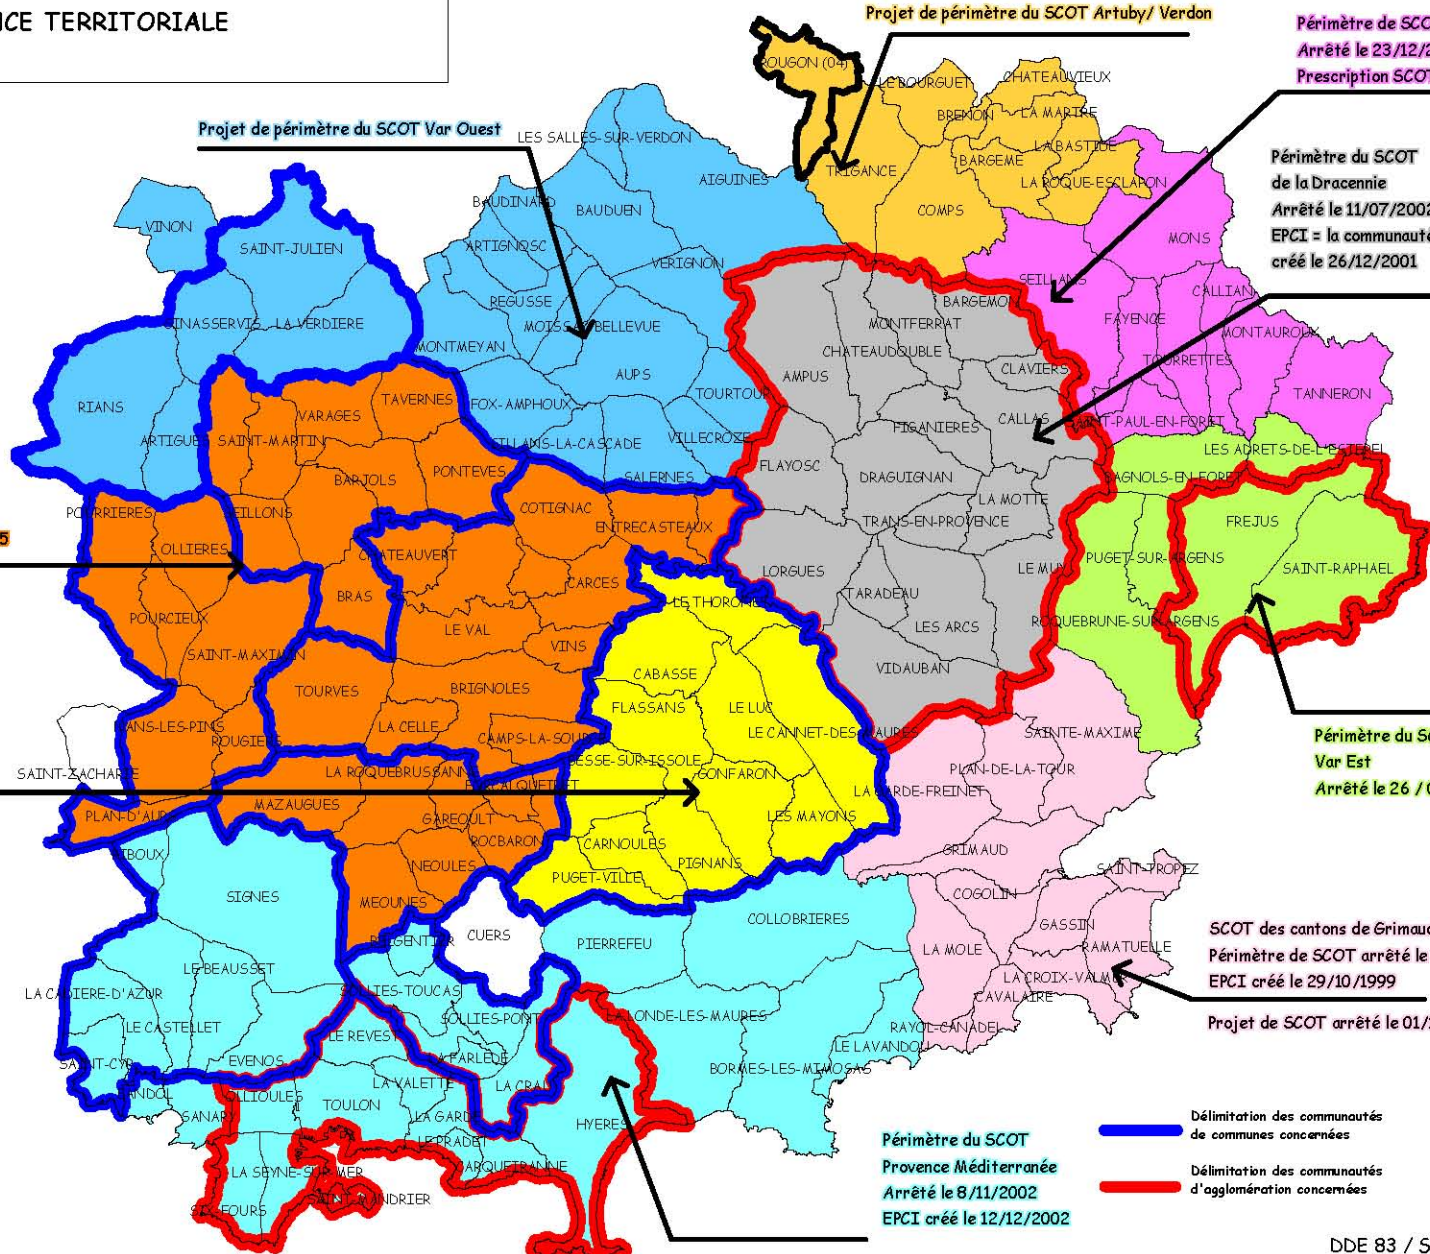 NCE TERRITORIALE
Projet de périmètre du SCOT Artuby/ Verdon
Périmètre de SCO
Arrêté le 23/12/2
Prescription SCOT
Projet de périmètre du SCOT Var Ouest
Périmètre du SCOT
de la Dracennie
Arrêté le 11/07/2002
EPCI = la communauté
créé le 26/12/2001
ROUGON (04)
LE BOURGUET
CHATEAUVIEUX
BRENON
LA MARTRE
LES SALLES-SUR-VERDON
LA BASTIDE
BARGEME
TRIGANCE
AIGUINES
LA ROQUE-ESCLAPON
BAUDINARD
BAUDUEN
COMPS
VINON
SAINT-JULIEN
ARTIGNOSC
MONS
VERIGNON
SEILLANS
CALLIAN
REGUSSE
BARGEMON
GINASSERVIS
LA VERDIERE
MOISSAC-BELLEVUE
MONTFERRAT
FAYENCE
MONTAUROUX
MONTMEYAN
CHATEAUDOUBLE
TOURRETTES
AUPS
AMPUS
CLAVIERS
TOURTOUR
TANNERON
RIANS
TAVERNES
FOX-AMPHOUX
VARAGES
CALLAS
SAINT-PAUL-EN-FORET
ARTIGUES
SAINT-MARTIN
SILLANS-LA-CASCADE
VILLECROZE
FIGANIERES
LES ADRETS-DE-L'ESTEREL
BARJOLS
PONTEVES
SALERNES
FLAYOSC
DRAGUIGNAN
BAGNOLS-EN-FORET
LA MOTTE
POURRIERES
SEILLONS
COTIGNAC
ENTRECASTEAUX
TRANS-EN-PROVENCE
FREJUS
5
OLLIERES
CHATEAUVERT
PUGET-SUR-ARGENS
LORGUES
LE MUY
SAINT-RAPHAEL
CARCES
BRAS
TARADEAU
LE THORONET
POURCIEUX
LE VAL
LES ARCS
ROQUEBRUNE-SUR-ARGENS
SAINT-MAXIMIN
VINS
VIDAUBAN
CABASSE
TOURVES
BRIGNOLES
FLASSANS
LE LUC
NANS-LES-PINS
LA CELLE
LE CANNET-DES-MAURES
SAINTE-MAXIME
ROUGIERS
CAMPS-LA-SOURCE
Périmètre du Sc
Var Est
Arrêté le 26 / 0
BESSE-SUR-ISSOLE
SAINT-ZACHARIE
LA ROQUEBRUSSANNE
GONFARON
PLAN-DE-LA-TOUR
LA GARDE-FREINET
MAZAUGUES
PLAN-D'AUPS
GAREOULT
LES MAYONS
ROCBARON
CARNOULES
GRIMAUD
RIBOUX
NEOULES
PIGNANS
SAINT-TROPEZ
PUGET-VILLE
SIGNES
COGOLIN
MEOUNES
COLLOBRIERES
GASSIN
SCOT des cantons de Grimaud
Périmètre de SCOT arrêté le
EPCI créé le 29/10/1999
Projet de SCOT arrêté le 01/
BELGENTIER
CUERS
PIERREFEU
LA MOLE
RAMATUELLE
LE BEAUSSET
LA CROIX-VALMER
LA CADIERE-D'AZUR
SOLLIES-TOUCAS
CAVALAIRE
LE CASTELLET
SOLLIES-PONT
LA LONDE-LES-MAURES
RAYOL-CANADEL
LE REVEST
LE LAVANDOU
SAINT-CYR
EVENOS
LA FARLEDE
BORMES-LES-MIMOSAS
LA VALETTE
LA CRAU
BANDOL
OLLIOULES
TOULON
SANARY
LA GARDE
HYERES
LE PRADET
CARQUEIRANNE
LA SEYNE-SUR-MER
SAINT-MANDRIER
SIX-FOURS
Périmètre du SCOT
Provence Méditerranée
Arrêté le 8/11/2002
EPCI créé le 12/12/2002
Délimitation des communautés
de communes concernées
Délimitation des communautés
d'agglomération concernées
DDE 83 / S